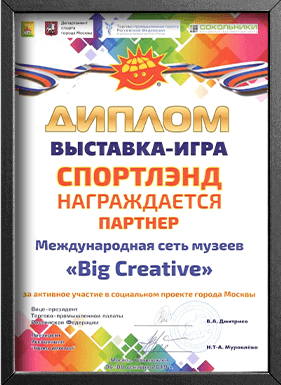 Департамент
спорта
города Москвы
Торгово-промышленная палата
Российской Федерации
СОКОЛЬНИКИ
ДИПЛОМ
ВЫСТАВКА-ИГРА
СПОРТЛЭНД
НАГРАЖДАЕТСЯ
ПАРТНЕР
Международная сеть музеев
«Big Creative»
за активное участие в социальном проекте города Москвы
Вице-президент
Торгово-промышленной палаты
Российской Федерации
В.А. Дмитриев
Н.Т-А. Муравлёва